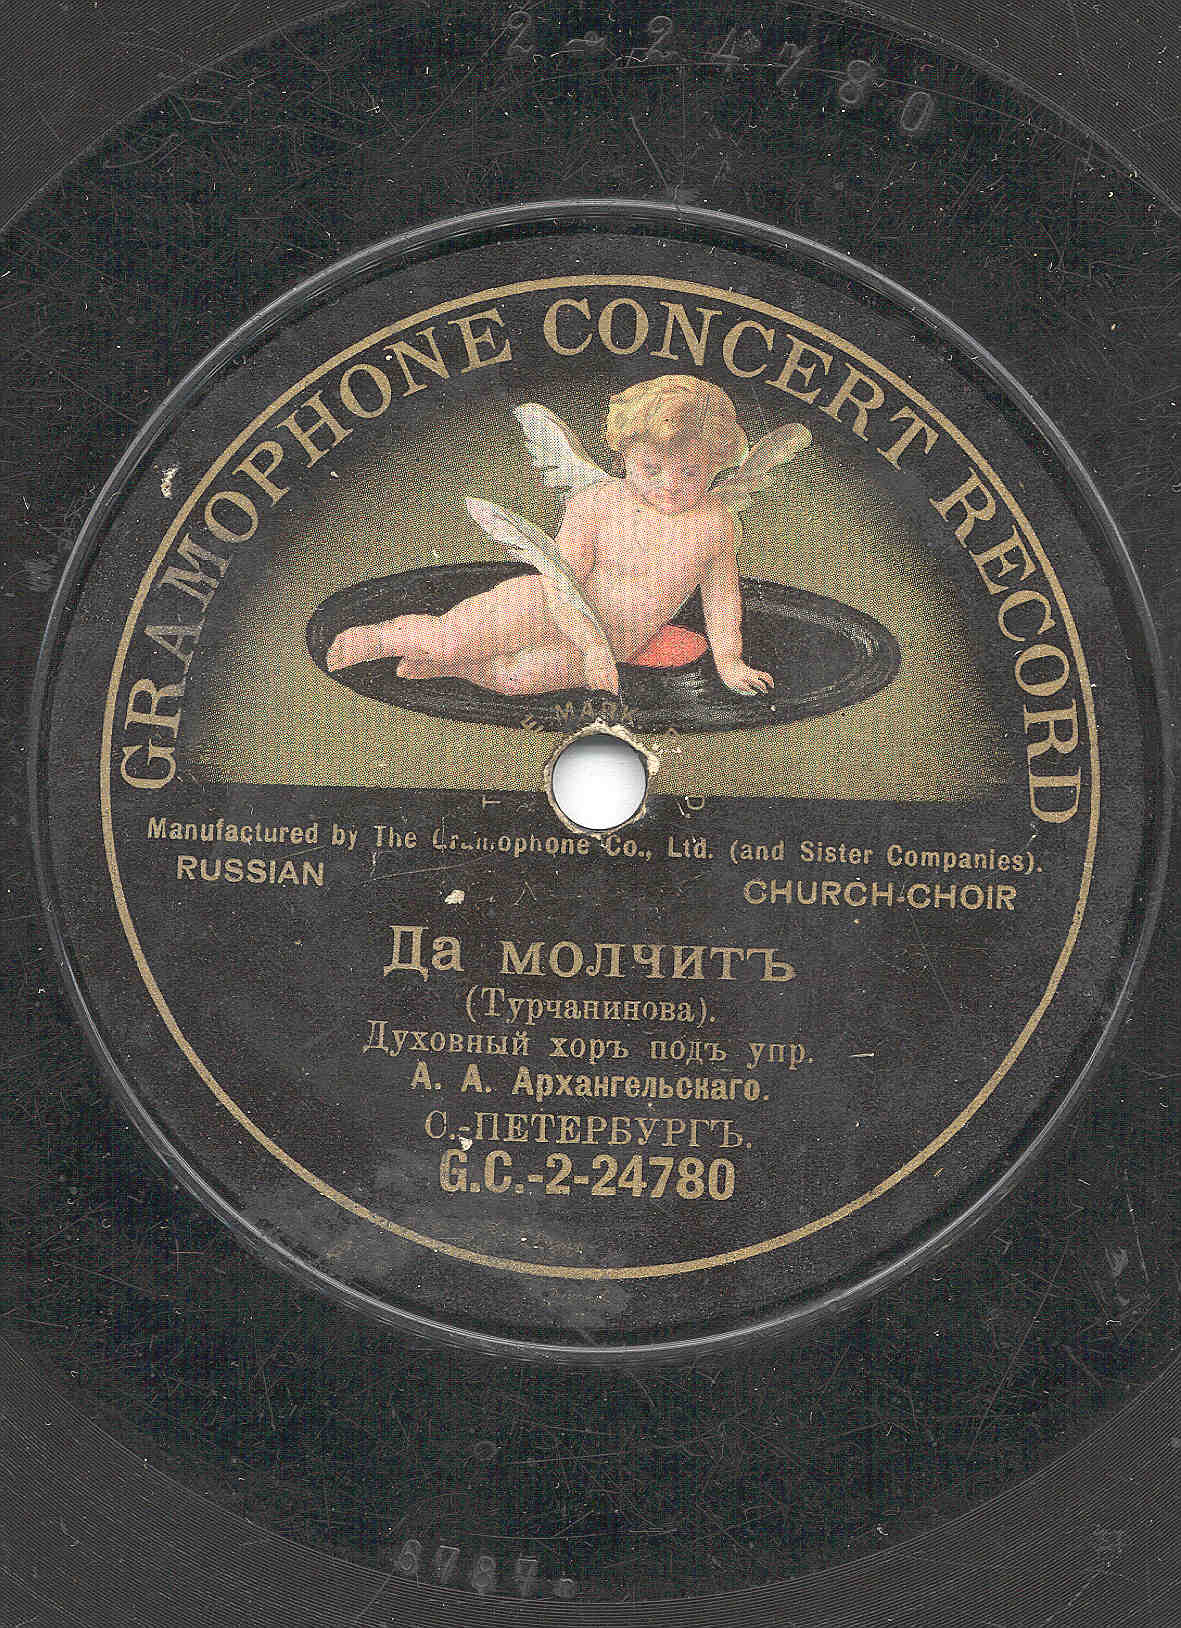 2-24780
GRAMOPHONE CONCERT RECORD
MARK
Manufactured by The Gramophone Co., Ltd. (and Sister Companies).
RUSSIAN
CHURCH-CHOIR
Да молчитъ
(Турчанинова).
Духовный хоръ подъ упр.
А. А. Архангельскаго.
С.-ПЕТЕРБУРГЪ.
G.C.-2-24780